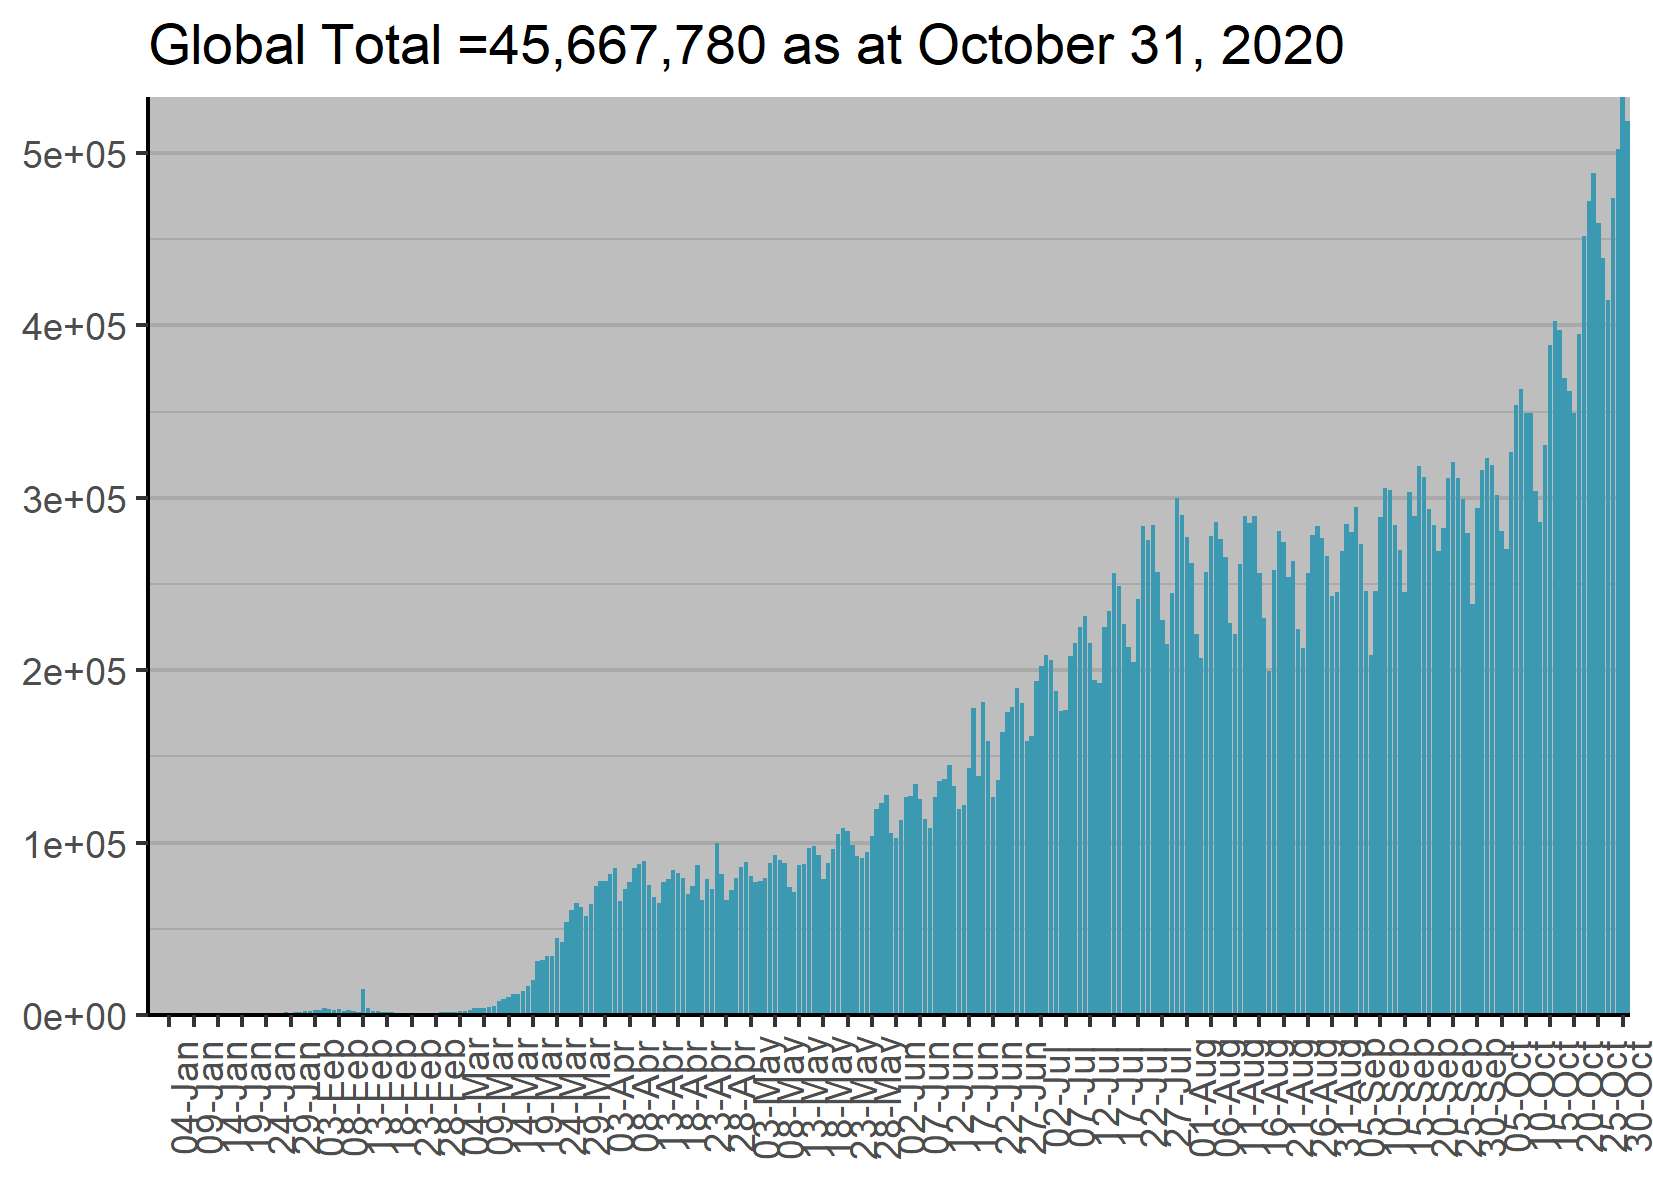 Global Total =45,667,780 as at October 31, 2020
5e+05
4e+05
3e+05
2e+05
1e+05
0e+00
04-Jan
09-Jan
14-Jan
19-Jan
24-Jan
29-Jan
03-Feb
08-Feb
13-Feb
18-Feb
23-Feb
28-Feb
04-Mar
09-Mar
14-Mar
19-Mar
24-Mar
29-Mar
03-Apr
08-Apr
13-Apr
18-Apr
23-Apr
28-Apr
03-May
08-May
13-May
18-May
23-May
28-May
02-Jun
07-Jun
12-Jun
17-Jun
22-Jun
27-Jun
02-Jul
07-Jul
12-Jul
17-Jul
22-Jul
27-Jul
01-Aug
06-Aug
11-Aug
16-Aug
21-Aug
26-Aug
31-Aug
05-Sep
10-Sep
15-Sep
20-Sep
25-Sep
30-Sep
05-Oct
10-Oct
15-Oct
20-Oct
25-Oct
30-Oct